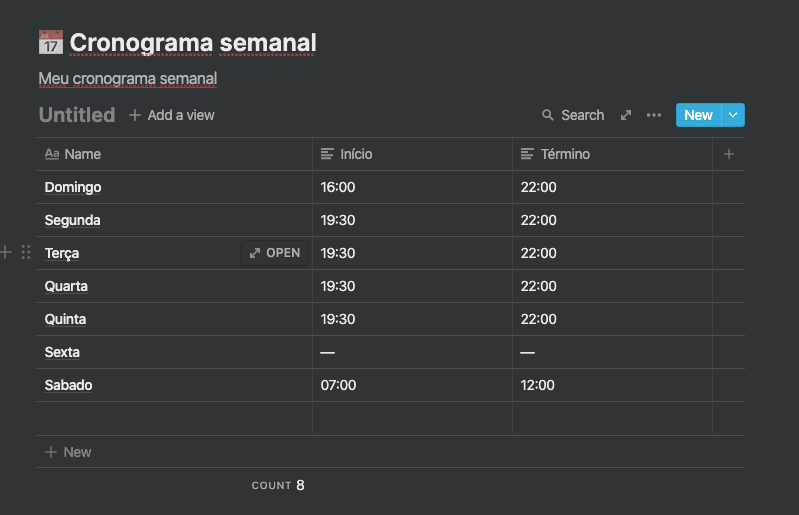 17 Cronograma semanal
Meu cronograma semanal
Untitled + Add a view Search New
Aa Name Início Término +
Domingo 16:00 22:00
Segunda 19:30 22:00
Terça OPEN 19:30 22:00
Quarta 19:30 22:00
Quinta 19:30 22:00
Sexta — —
Sabado 07:00 12:00
+ New
COUNT 8